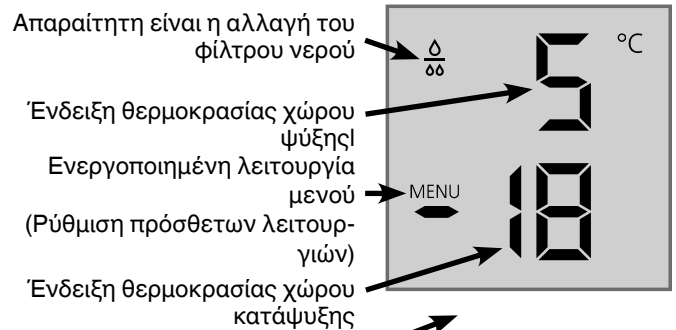 Απαραίτητη είναι η αλλαγή του
φίλτρου νερού
°C
5
Ένδειξη θερμοκρασίας χώρου
ψύξηςl
Ενεργοποιημένη λειτουργία
μενού
MENU
18
(Ρύθμιση πρόσθετων λειτουρ-
γιών)
Ένδειξη θερμοκρασίας χώρου
κατάψυξης